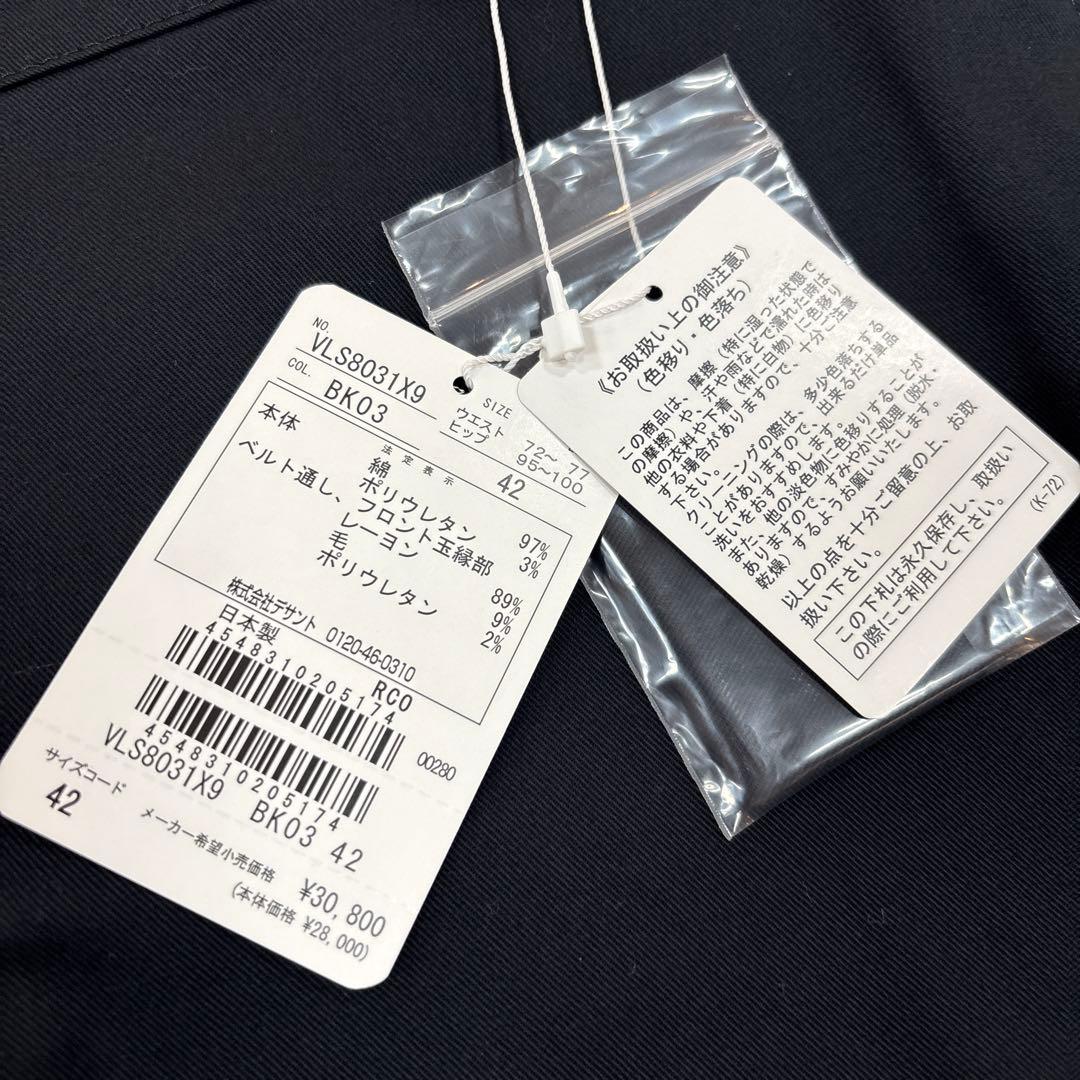 NO. VLS8031X9
COL. BK03
SIZE
ウエスト 72~ 77
ヒップ 95~100
42
法定表示
本体
綿 97%
ポリウレタン 3%
ベルト通し、フロント玉縁部
レーヨン 89%
毛 9%
ポリウレタン 2%
株式会社デサント 0120-46-0310
日本製 RCO
4548310205174
00280
4548310205174
VLS8031X9 BK03 42
サイズコード
42
メーカー希望小売価格 ¥30,800
(本体価格 ¥28,000)
《お取扱い上の御注意》
(色移り・色落ち)
この商品は、摩擦(特に湿った状態で
の摩擦)や、汗や雨などで濡れた時は
他の衣料や下着(特に白物)に色移り
する場合がありますので、十分ご注意
下さい。
クリーニングの際は、多少色落ちする
ことがありますので、出来るだけ単品
洗いをおすすめします。
また、他の淡色物に色移りすることが
ありますので、すみやかに処理(脱水、
乾燥)するようお願いいたします。
以上の点を十分ご留意の上、お取
扱い下さい。
この下札は永久保存し、取扱い
の際にご利用して下さい。
(K-72)